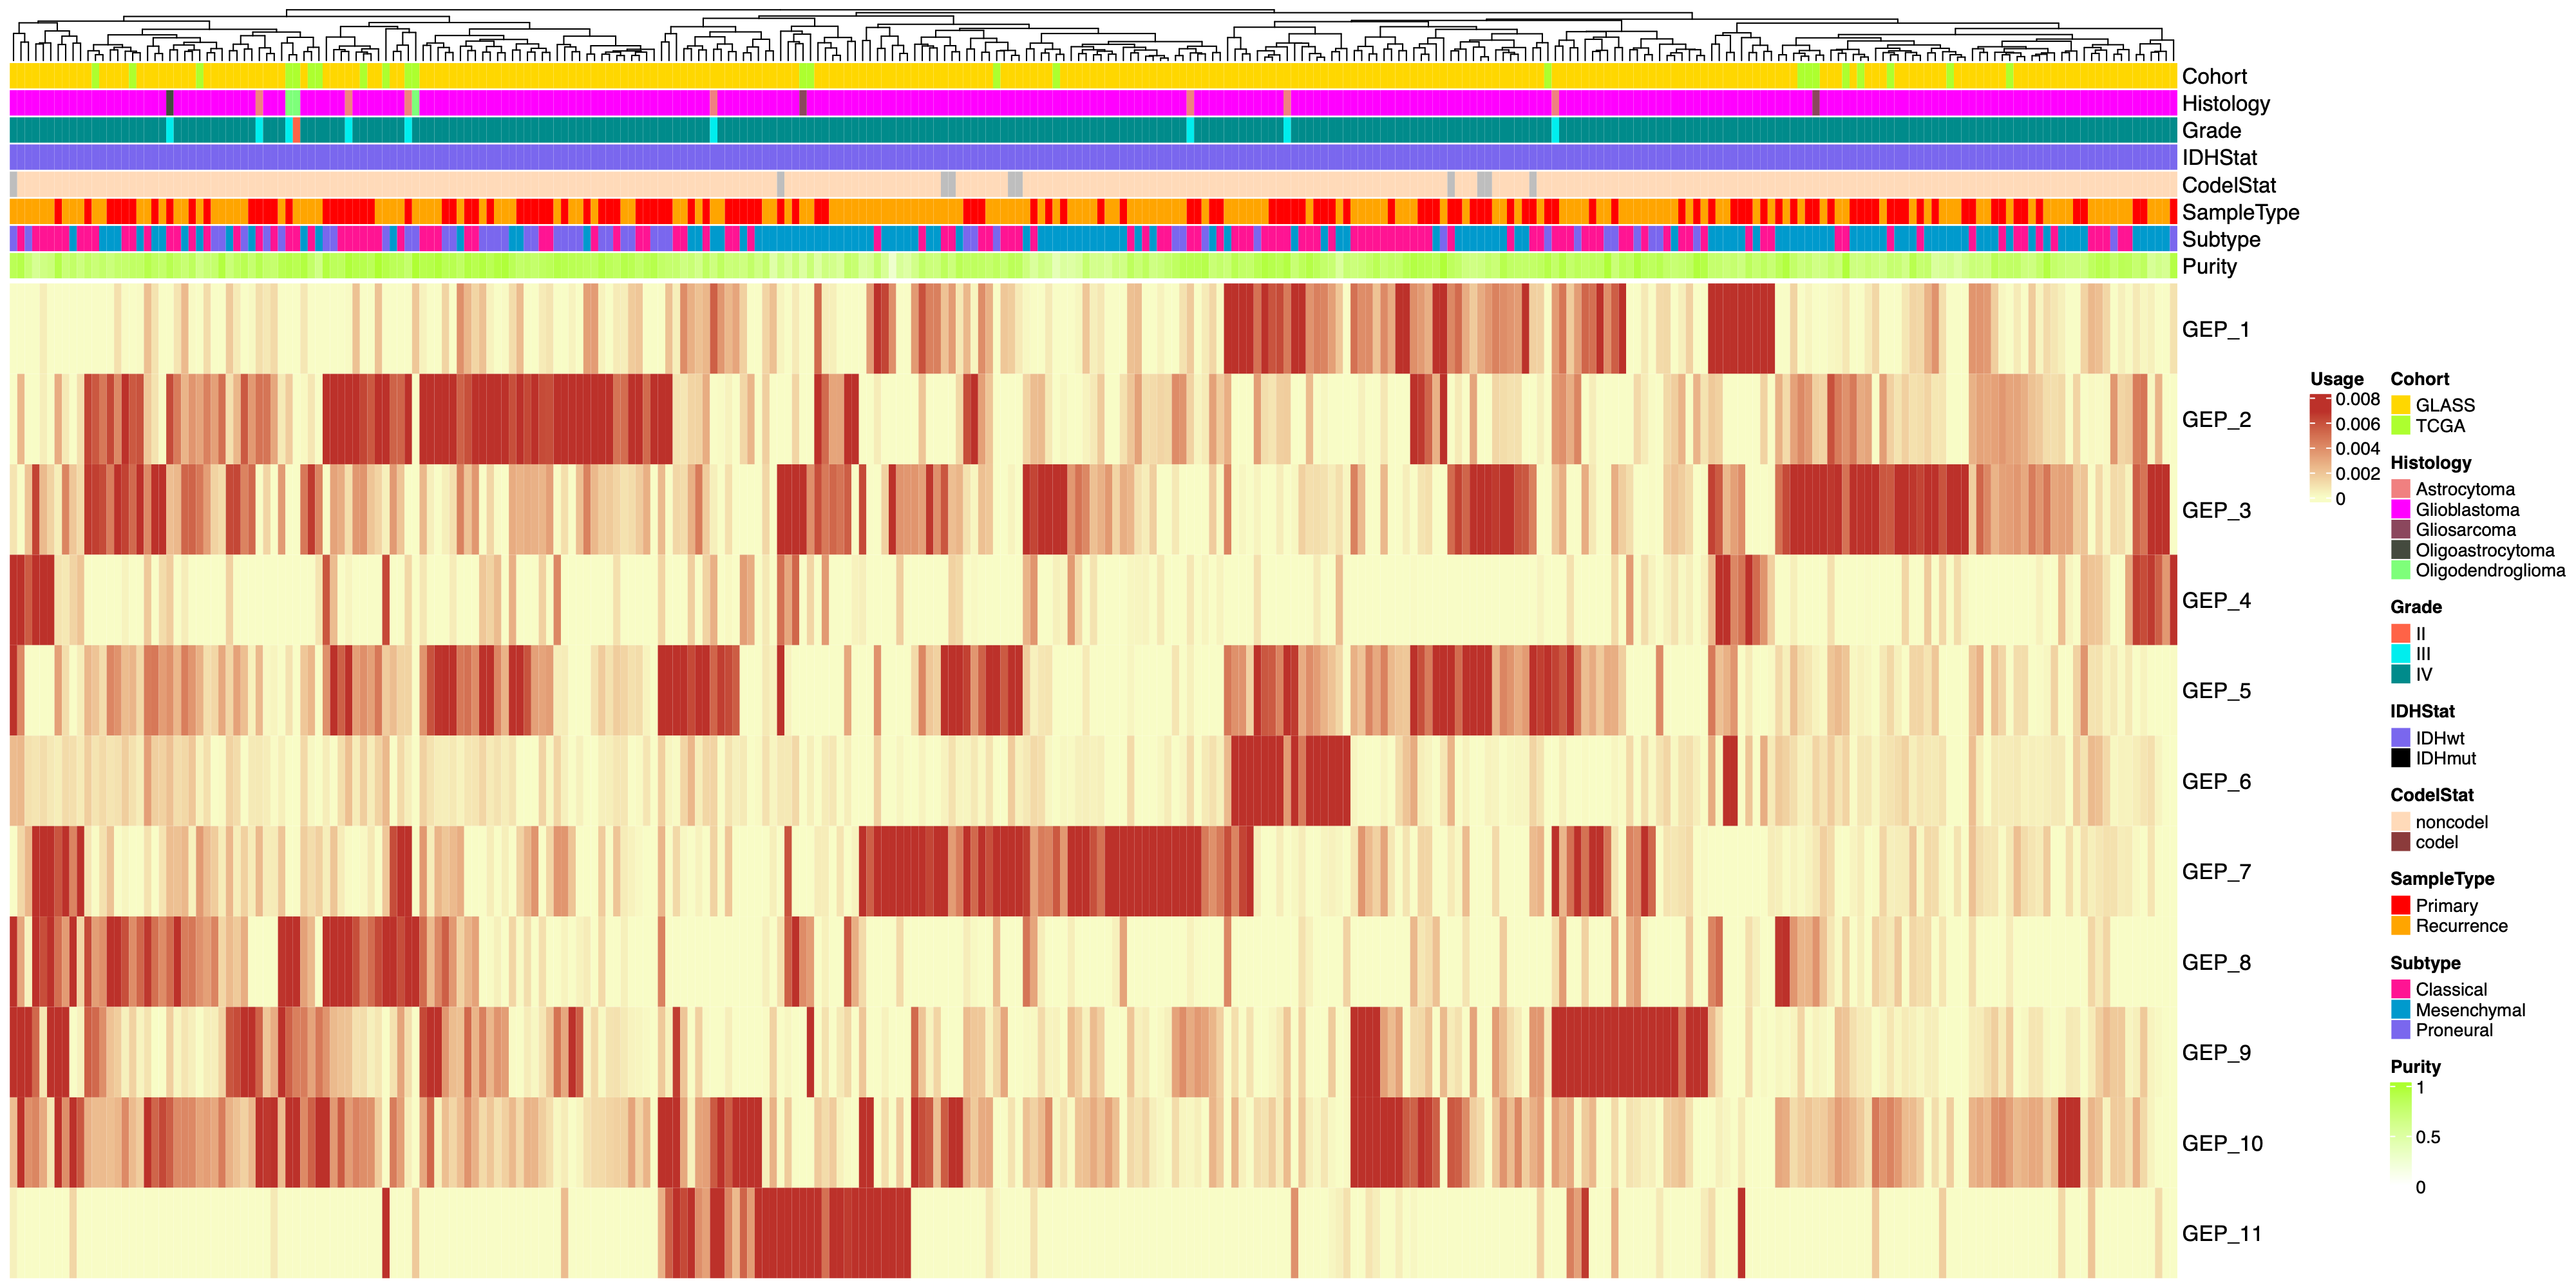 Cohort
Histology
Grade
IDHStat
CodelStat
SampleType
Subtype
Purity
GEP_1
GEP_2
GEP_3
GEP_4
GEP_5
GEP_6
GEP_7
GEP_8
GEP_9
GEP_10
GEP_11
Usage
0.008
0.006
0.004
0.002
0
Cohort
GLASS
TCGA
Histology
Astrocytoma
Glioblastoma
Gliosarcoma
Oligoastrocytoma
Oligodendroglioma
Grade
II
III
IV
IDHStat
IDHwt
IDHmut
CodelStat
noncodel
codel
SampleType
Primary
Recurrence
Subtype
Classical
Mesenchymal
Proneural
Purity
1
0.5
0